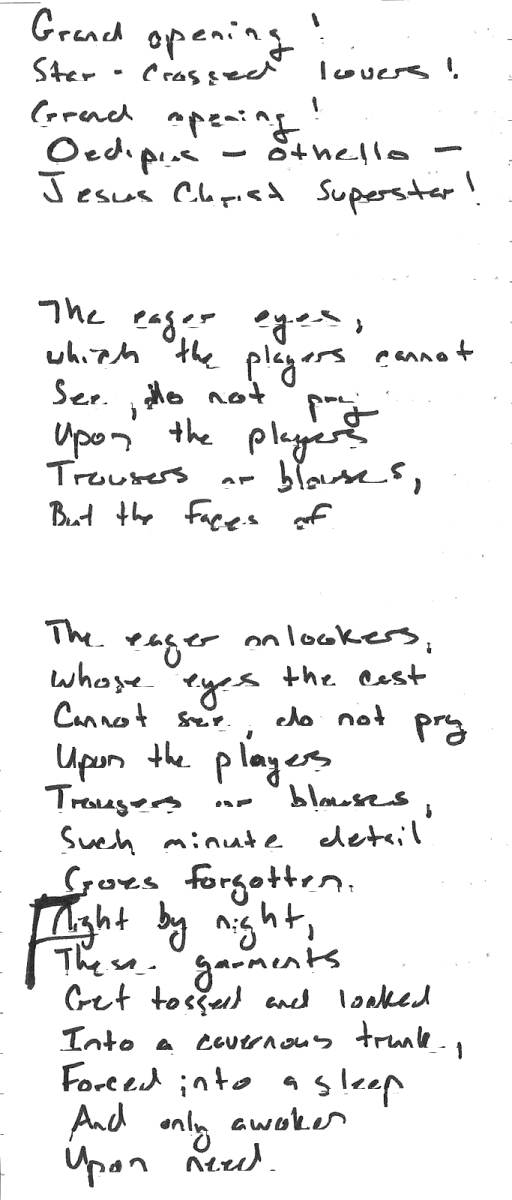 Grand opening!
Star-crossed lovers!
Grand opening!
Oedipus - Othello -
Jesus Christ Superstar!
The eager eyes,
which the players cannot
See, do not pry
Upon the players
Trousers or blouses,
But the faces of
The eager onlookers,
whose eyes the cast
Cannot see, do not pry
Upon the players
Trousers or blouses,
Such minute detail
Goes forgotten.
Night by night,
These garments
Get tossed and locked
Into a cavernous trunk,
Forced into a sleep
And only awoken
Upon need.